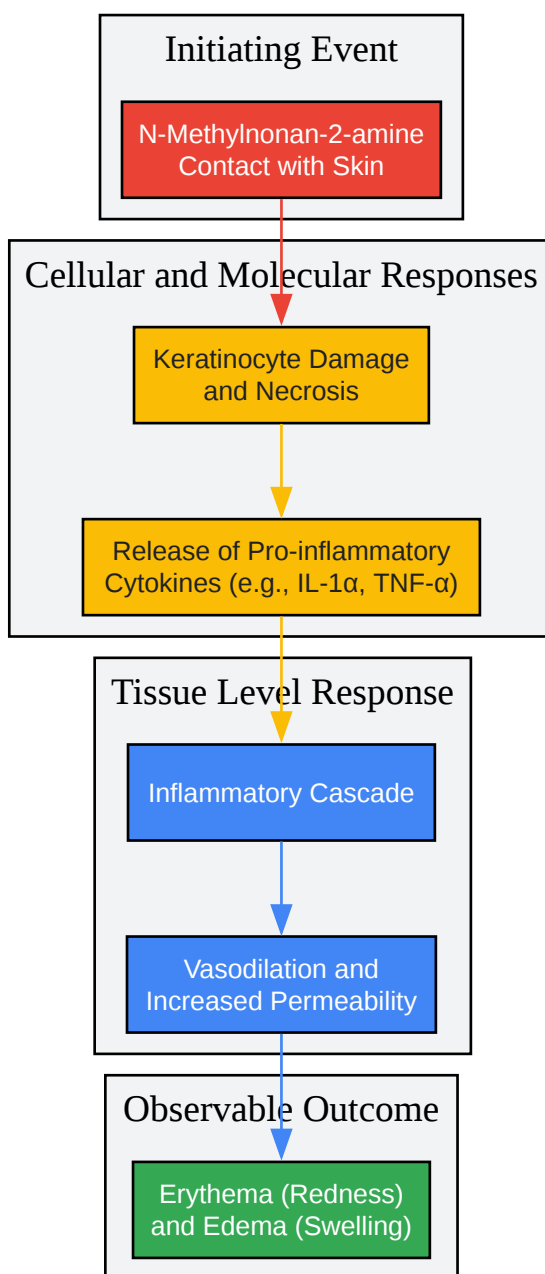 Initiating Event
N-Methylnonan-2-amine
Contact with Skin
Cellular and Molecular Responses
Keratinocyte Damage
and Necrosis
Release of Pro-inflammatory
Cytokines (e.g., IL-1α, TNF-α)
Tissue Level Response
Inflammatory Cascade
Vasodilation and
Increased Permeability
Observable Outcome
Erythema (Redness)
and Edema (Swelling)